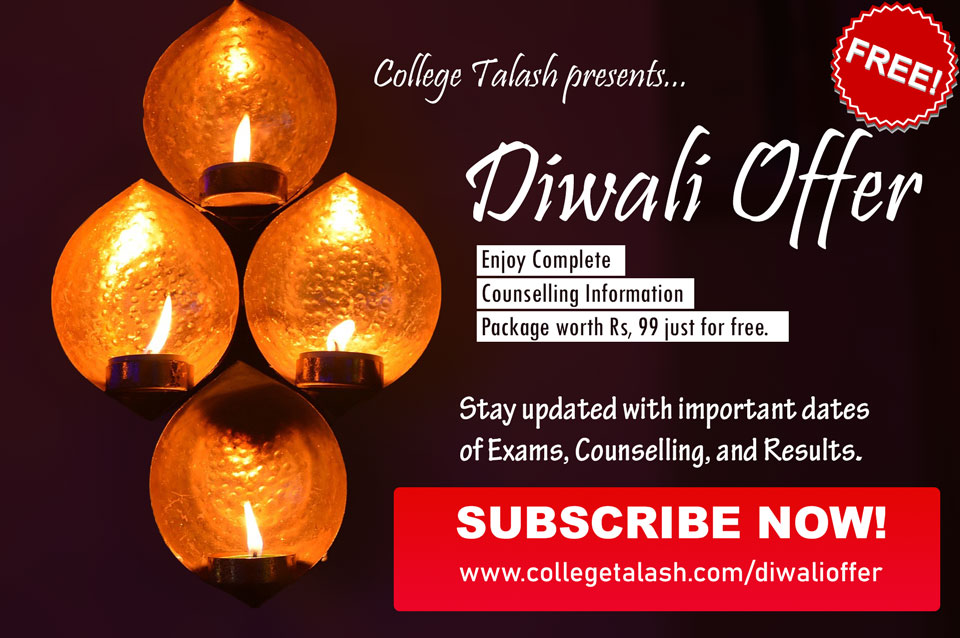 College Talash presents...
FREE!
Diwali Offer
Enjoy Complete
Counselling Information
Package worth Rs, 99 just for free.
Stay updated with important dates
of Exams, Counselling, and Results.
SUBSCRIBE NOW!
www.collegetalash.com/diwalioffer